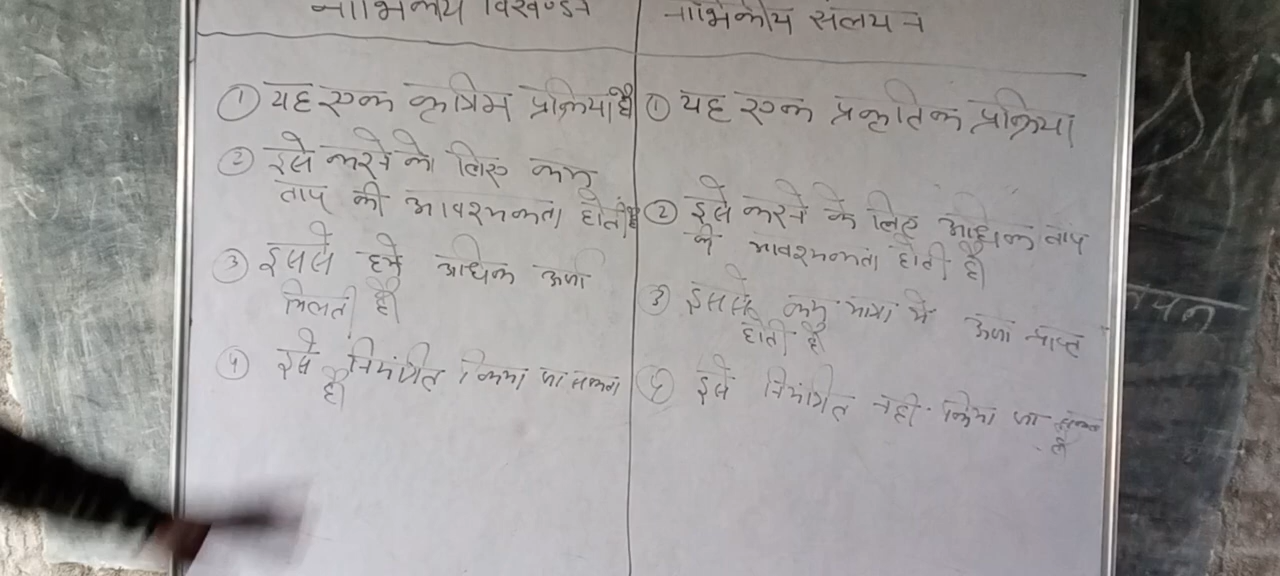 नाभिकीय विखण्डन
① यह एक कृत्रिम प्रक्रिया है
② इसे करने के लिए कम
ताप की आवश्यकता होती है
③ इससे हमें अधिक ऊर्जा
मिलती है।
④ इसे नियंत्रित किया जा सकता
है।
नाभिकीय संलयन
① यह एक प्रकृतिक प्रक्रिया
② इसे करने के लिए अधिक ताप
की आवश्यकता होती है।
③ इससे कम मात्रा में ऊर्जा प्राप्त
होती है।
④ इसे नियंत्रित नही किया जा सकता
है